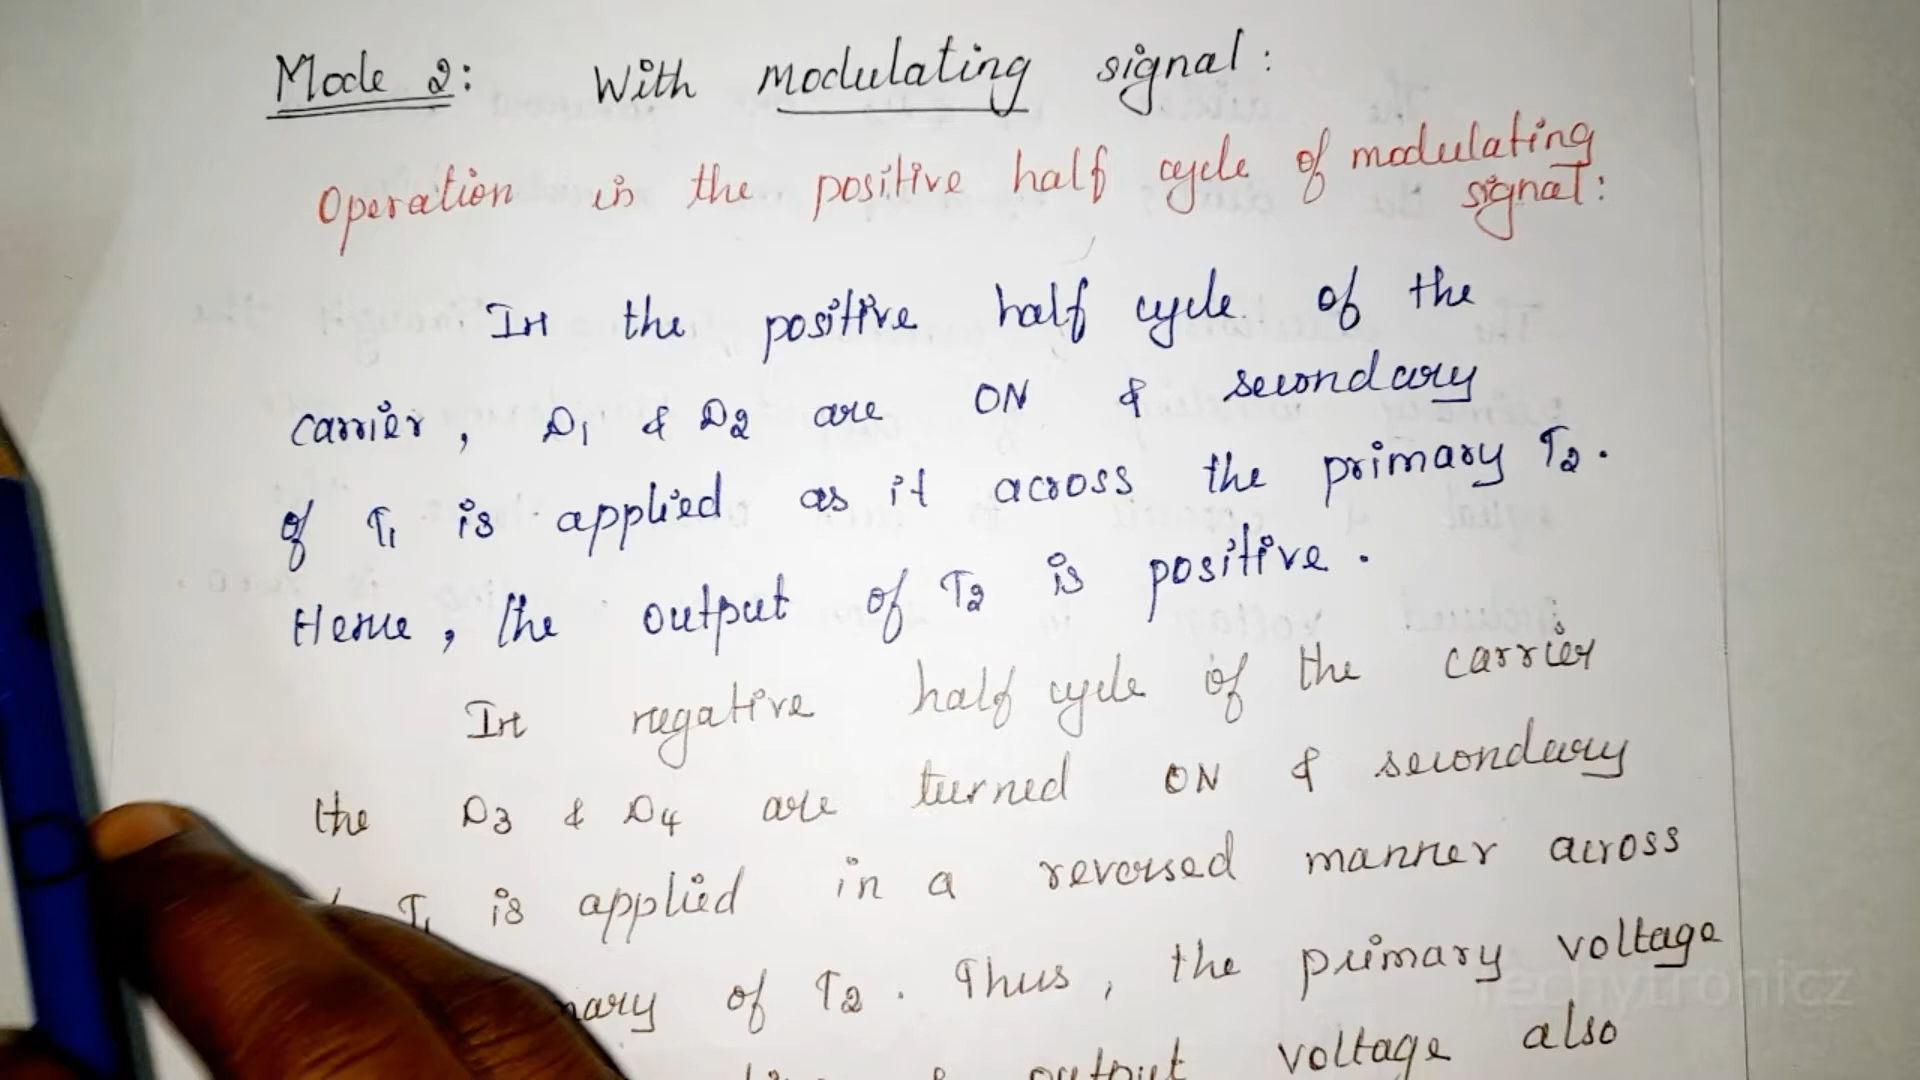 Mode 2: With modulating signal:
Operation in the positive half cycle of modulating
signal:
In the positive half cycle of the
carrier, D1 & D2 are ON & secondary
of T1 is applied as it across the primary T2.
Hence, the output of T2 is positive.
In negative half cycle of the carrier
the D3 & D4 are turned ON & secondary
T1 is applied in a reversed manner across
of T2. Thus, the primary voltage
output voltage also
Techytronicz